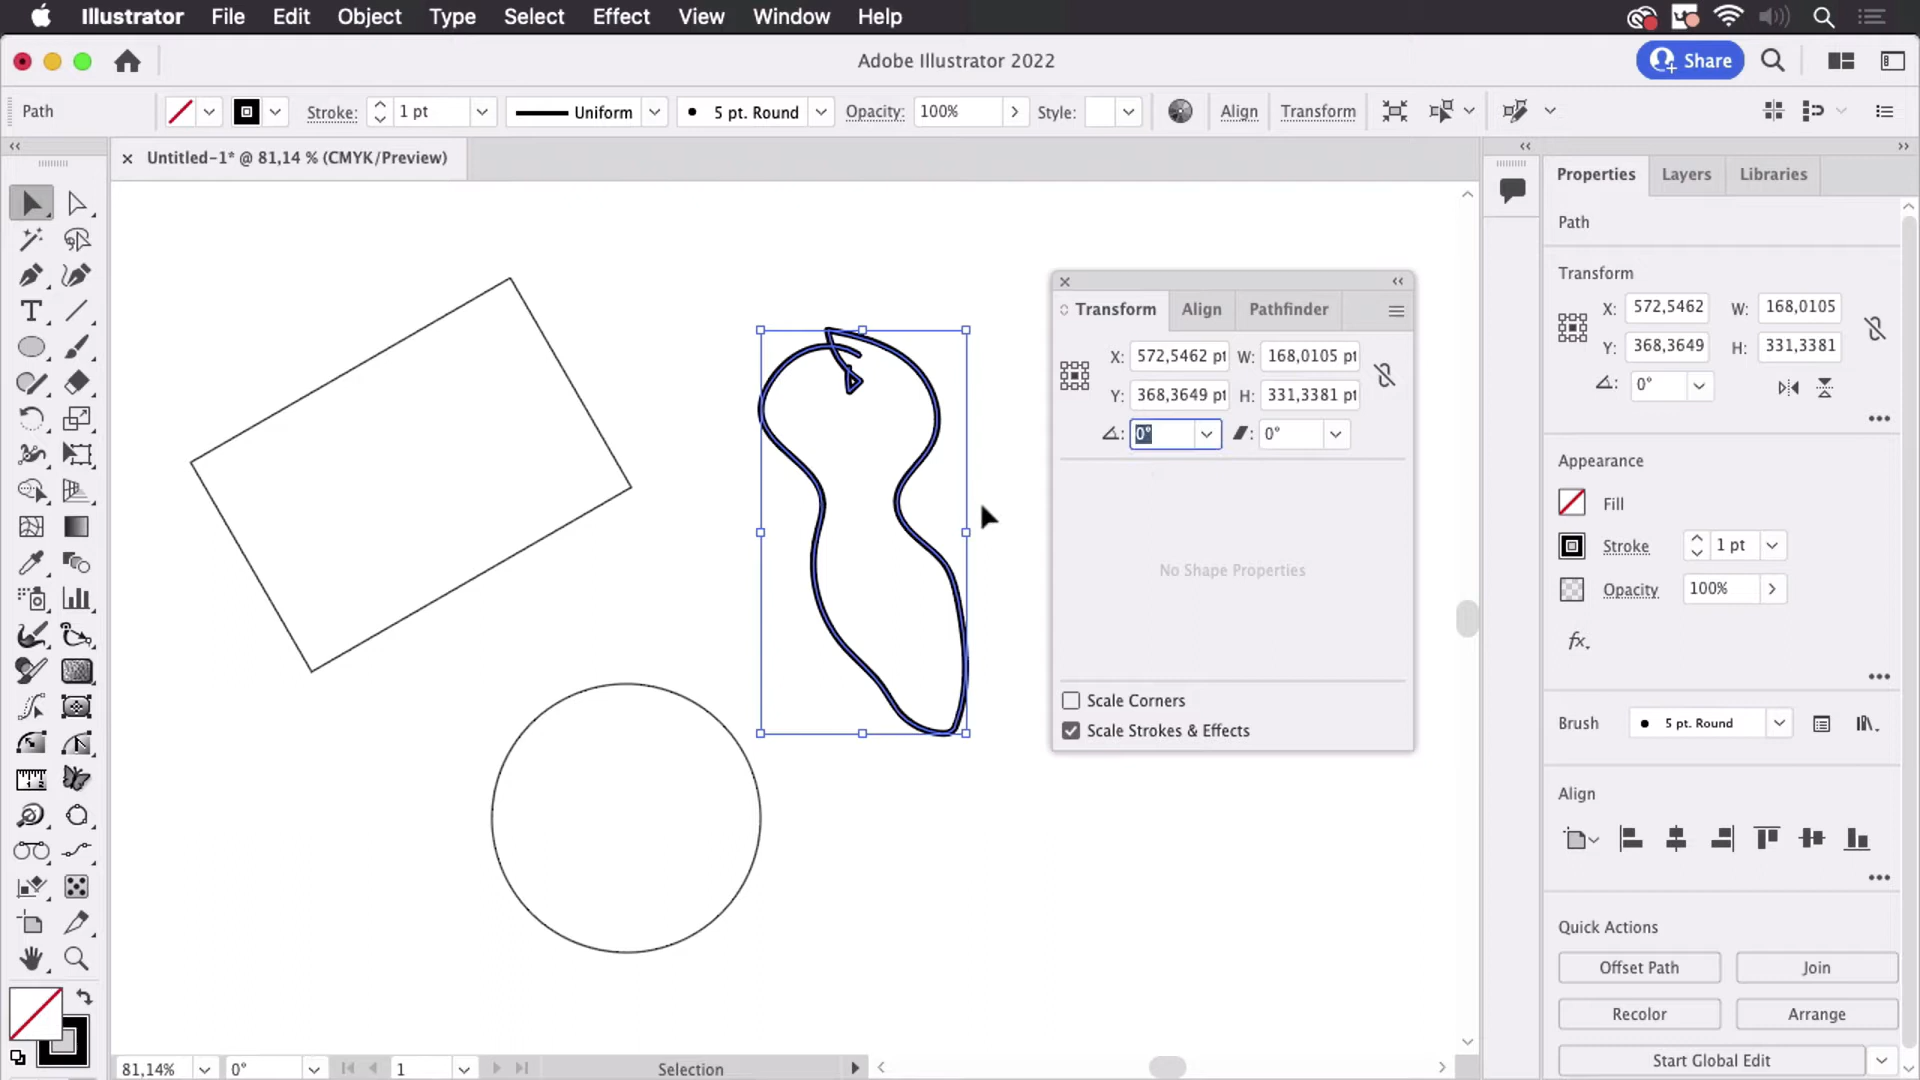 Illustrator File Edit Object Type Select Effect View Window Help
Adobe Illustrator 2022
Share
Path
Stroke: 1 pt Uniform 5 pt. Round Opacity: 100% Style: Align Transform
Untitled-1* @ 81,14 % (CMYK/Preview)
Properties Layers Libraries
Path
Transform
X: 572,5462 W: 168,0105
Y: 368,3649 H: 331,3381
0°
Transform Align Pathfinder
X: 572,5462 pt W: 168,0105 pt
Y: 368,3649 pt H: 331,3381 pt
0° 0°
No Shape Properties
Scale Corners
Scale Strokes & Effects
Appearance
Fill
Stroke 1 pt
Opacity 100%
fx.
Brush 5 pt. Round
Align
Quick Actions
Offset Path Join
Recolor Arrange
Start Global Edit
81,14% 0° 1 Selection